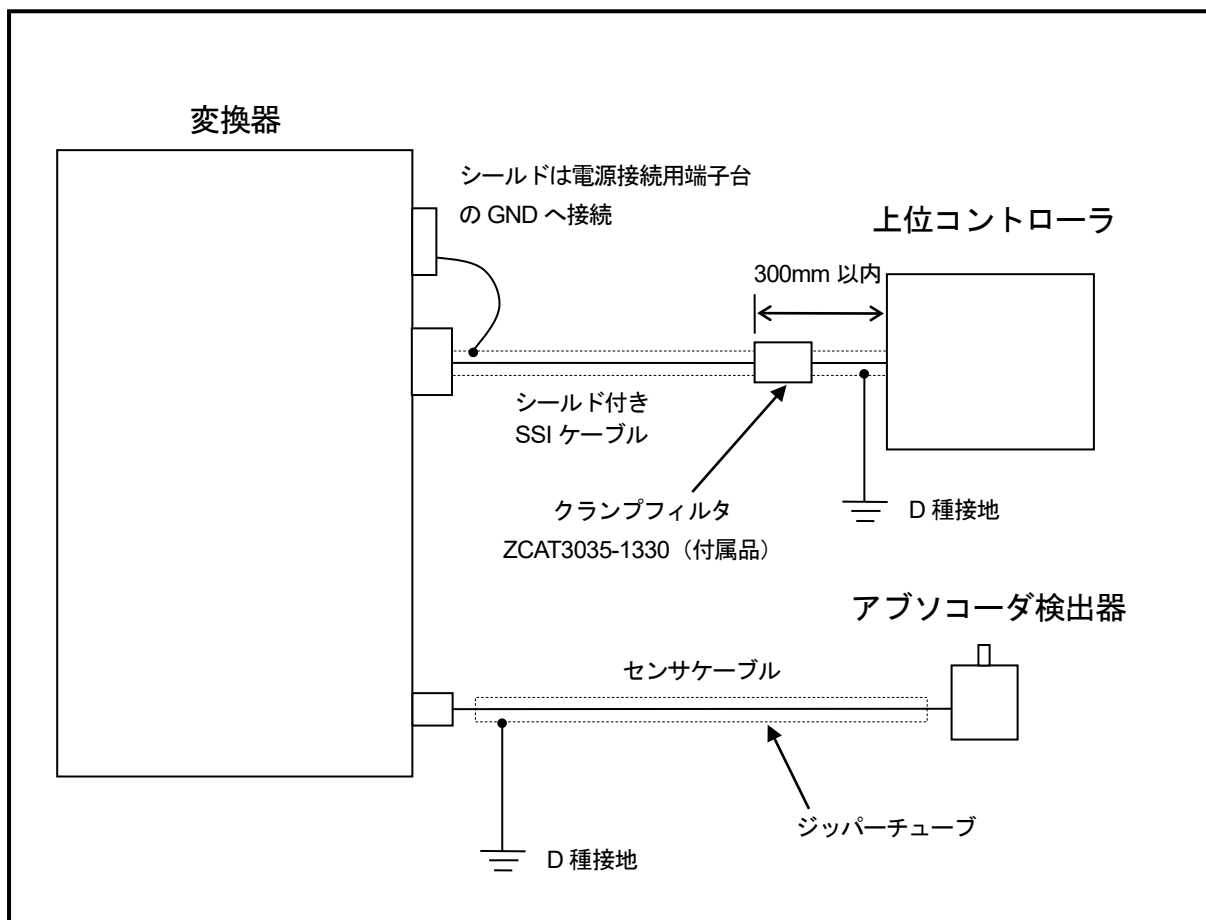 変換器
シールドは電源接続用端子台
の GND へ接続
上位コントローラ
300mm 以内
シールド付き
SSI ケーブル
クランプフィルタ
ZCAT3035-1330（付属品）
D 種接地
アブソコーダ検出器
センサケーブル
ジッパーチューブ
D 種接地